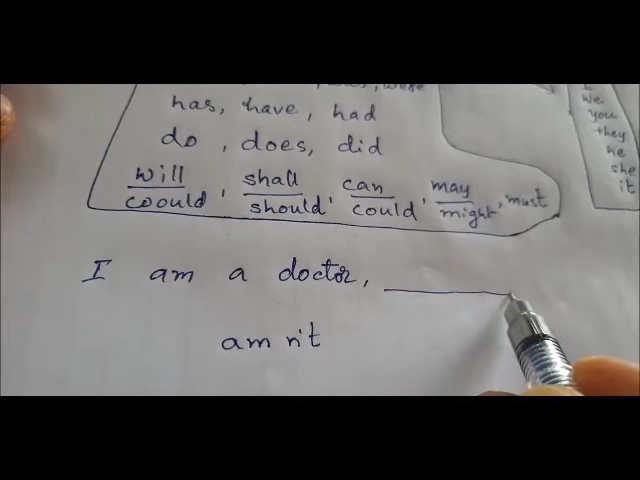 were
has, have, had
do, does, did
will shall can may
coould, should, could, might, must
we
you
they
he
she
it
I am a doctor, ________
am n't